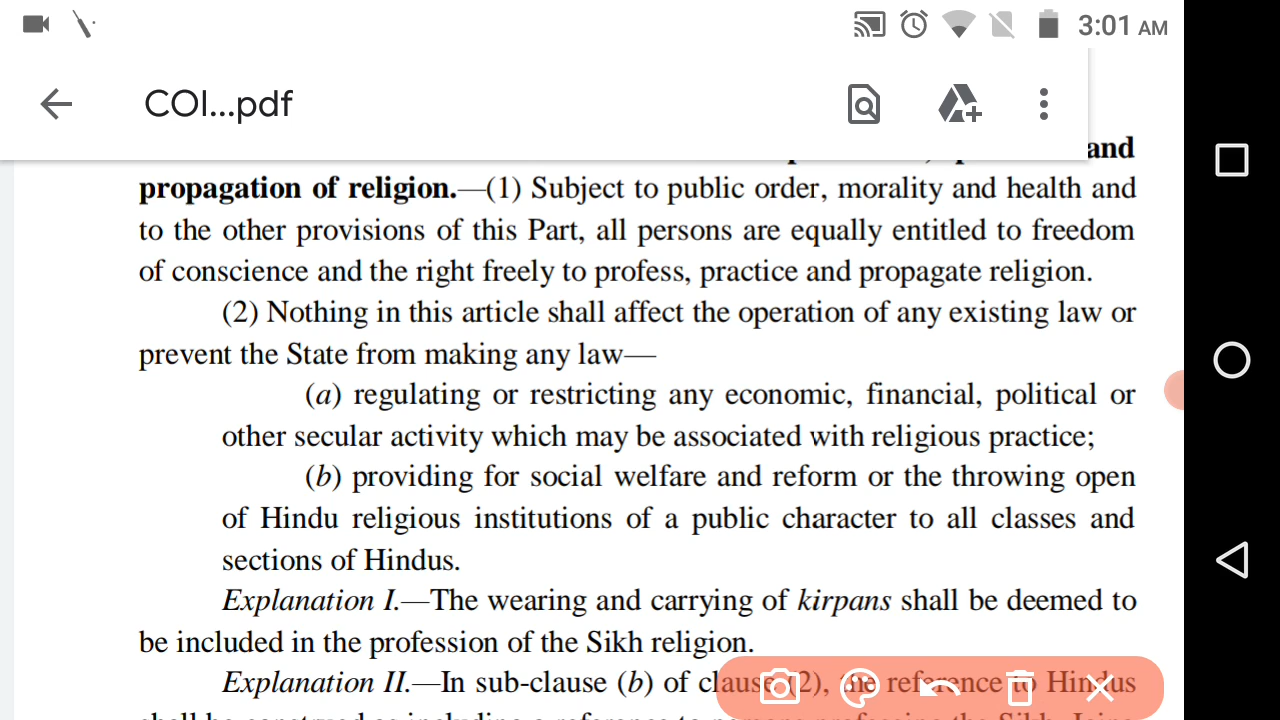 3:01 AM
COI...pdf
and
propagation of religion.—(1) Subject to public order, morality and health and
to the other provisions of this Part, all persons are equally entitled to freedom
of conscience and the right freely to profess, practice and propagate religion.
(2) Nothing in this article shall affect the operation of any existing law or
prevent the State from making any law—
(a) regulating or restricting any economic, financial, political or
other secular activity which may be associated with religious practice;
(b) providing for social welfare and reform or the throwing open
of Hindu religious institutions of a public character to all classes and
sections of Hindus.
Explanation I.—The wearing and carrying of kirpans shall be deemed to
be included in the profession of the Sikh religion.
Explanation II.—In sub-clause (b) of clause (2), the reference to Hindus